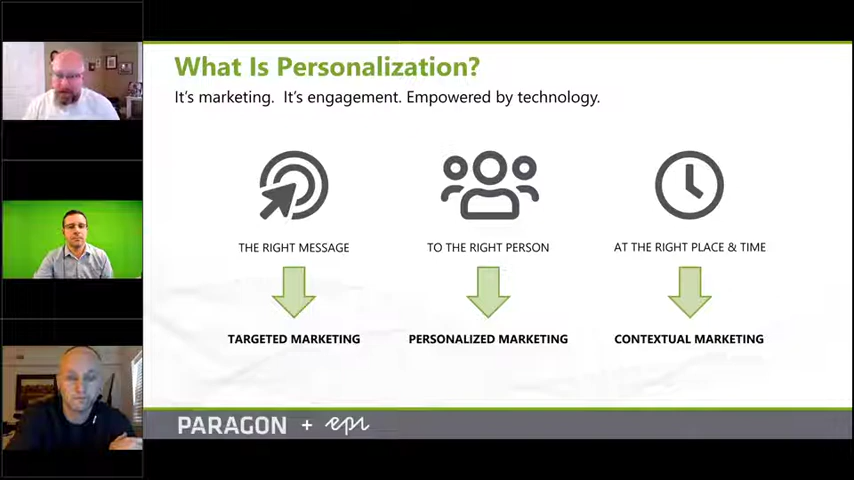 What Is Personalization?
It's marketing.  It's engagement. Empowered by technology.
THE RIGHT MESSAGE
TO THE RIGHT PERSON
AT THE RIGHT PLACE & TIME
TARGETED MARKETING
PERSONALIZED MARKETING
CONTEXTUAL MARKETING
PARAGON + epi